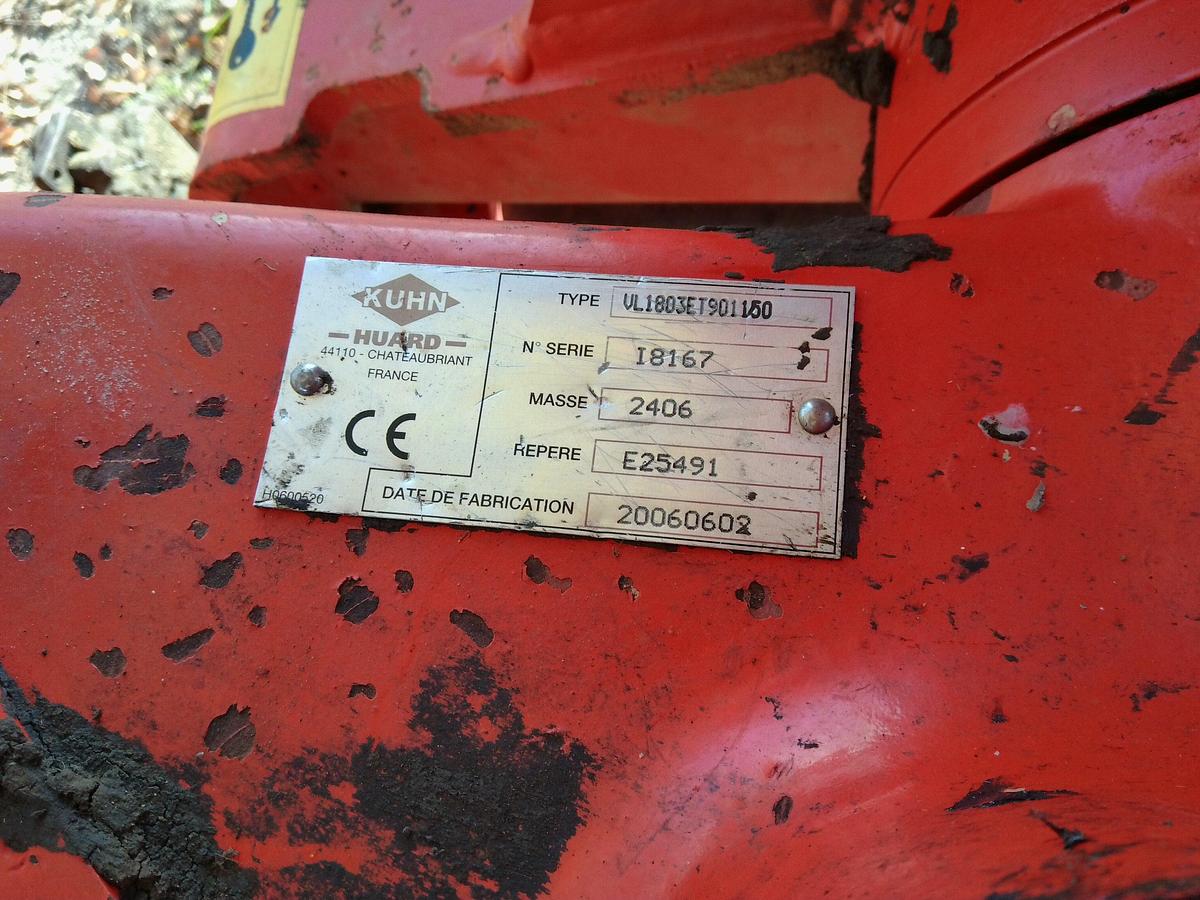 KUHN
HUARD
44110 - CHATEAUBRIANT
FRANCE
CE
H0600520
TYPE VL1803ET901150
N° SERIE I8167
MASSE 2406
REPERE E25491
DATE DE FABRICATION 20060602